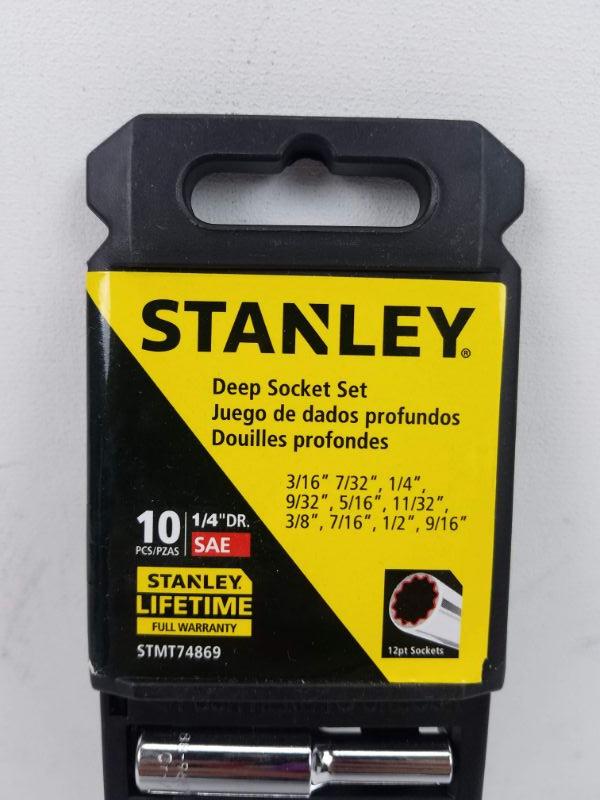 STANLEY®
Deep Socket Set
Juego de dados profundos
Douilles profondes
3/16” 7/32”, 1/4”,
9/32”, 5/16”, 11/32”,
3/8”, 7/16”, 1/2”, 9/16”
10
PCS/PZAS
1/4"DR.
SAE
STANLEY
LIFETIME
FULL WARRANTY
STMT74869
12pt Sockets